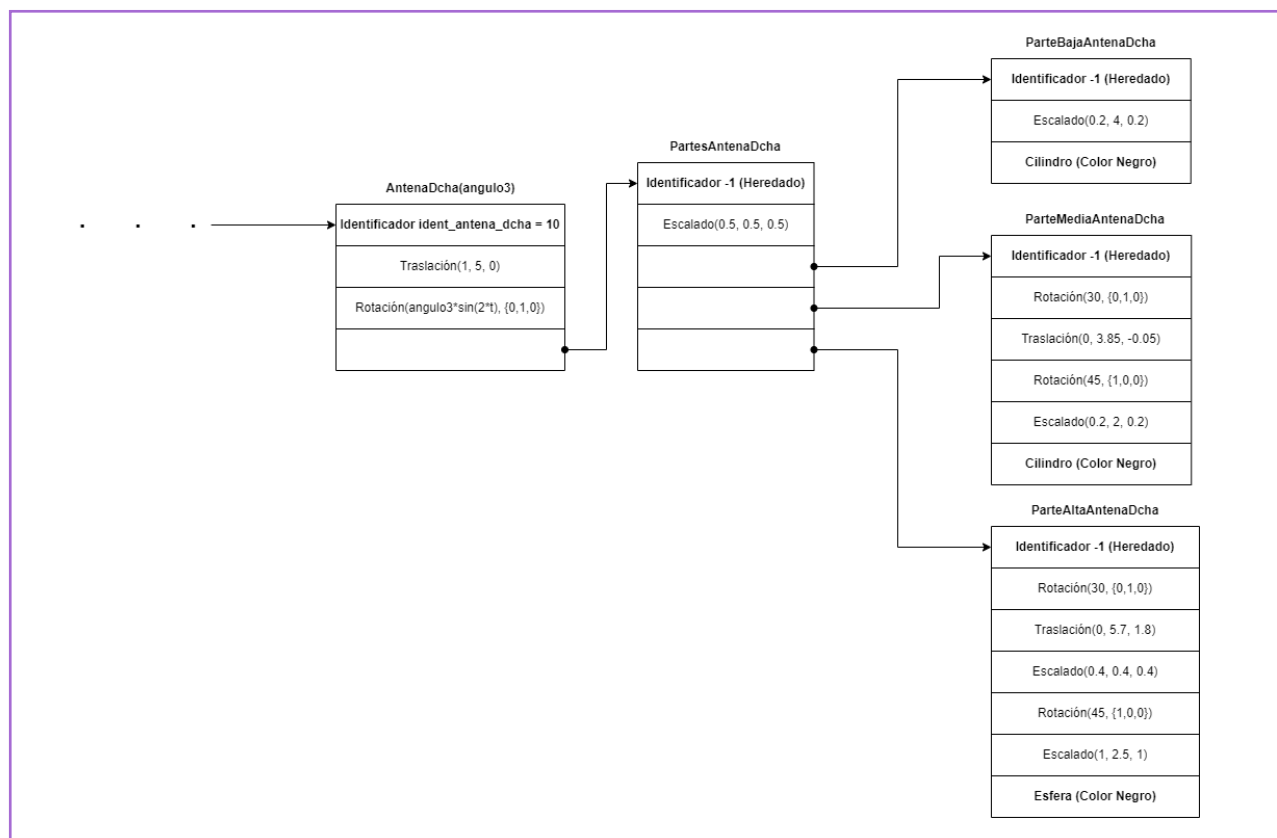 . . .
AntenaDcha(angulo3)
Identificador ident_antena_dcha = 10
Traslación(1, 5, 0)
Rotación(angulo3*sin(2*t), {0,1,0})
PartesAntenaDcha
Identificador -1 (Heredado)
Escalado(0.5, 0.5, 0.5)
ParteBajaAntenaDcha
Identificador -1 (Heredado)
Escalado(0.2, 4, 0.2)
Cilindro (Color Negro)
ParteMediaAntenaDcha
Identificador -1 (Heredado)
Rotación(30, {0,1,0})
Traslación(0, 3.85, -0.05)
Rotación(45, {1,0,0})
Escalado(0.2, 2, 0.2)
Cilindro (Color Negro)
ParteAltaAntenaDcha
Identificador -1 (Heredado)
Rotación(30, {0,1,0})
Traslación(0, 5.7, 1.8)
Escalado(0.4, 0.4, 0.4)
Rotación(45, {1,0,0})
Escalado(1, 2.5, 1)
Esfera (Color Negro)